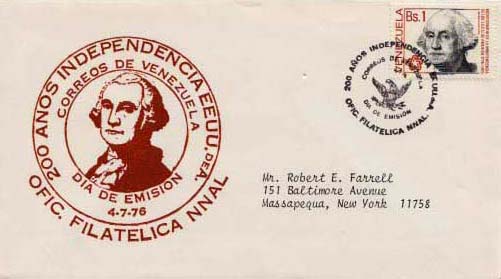 200 AÑOS INDEPENDENCIA EE.UU. DEA.
CORREOS DE VENEZUELA
DIA DE EMISION
4-7-76
OFIC. FILATELICA NNAL.
Bs. 1
VENEZUELA
200 AÑOS INDEPENDENCIA EE.UU. DEA.
CORREOS DE
DIA DE EMISION
OFIC. FILATELICA NNAL.
Mr. Robert E. Farrell
151 Baltimore Avenue
Massapequa, New York 11758